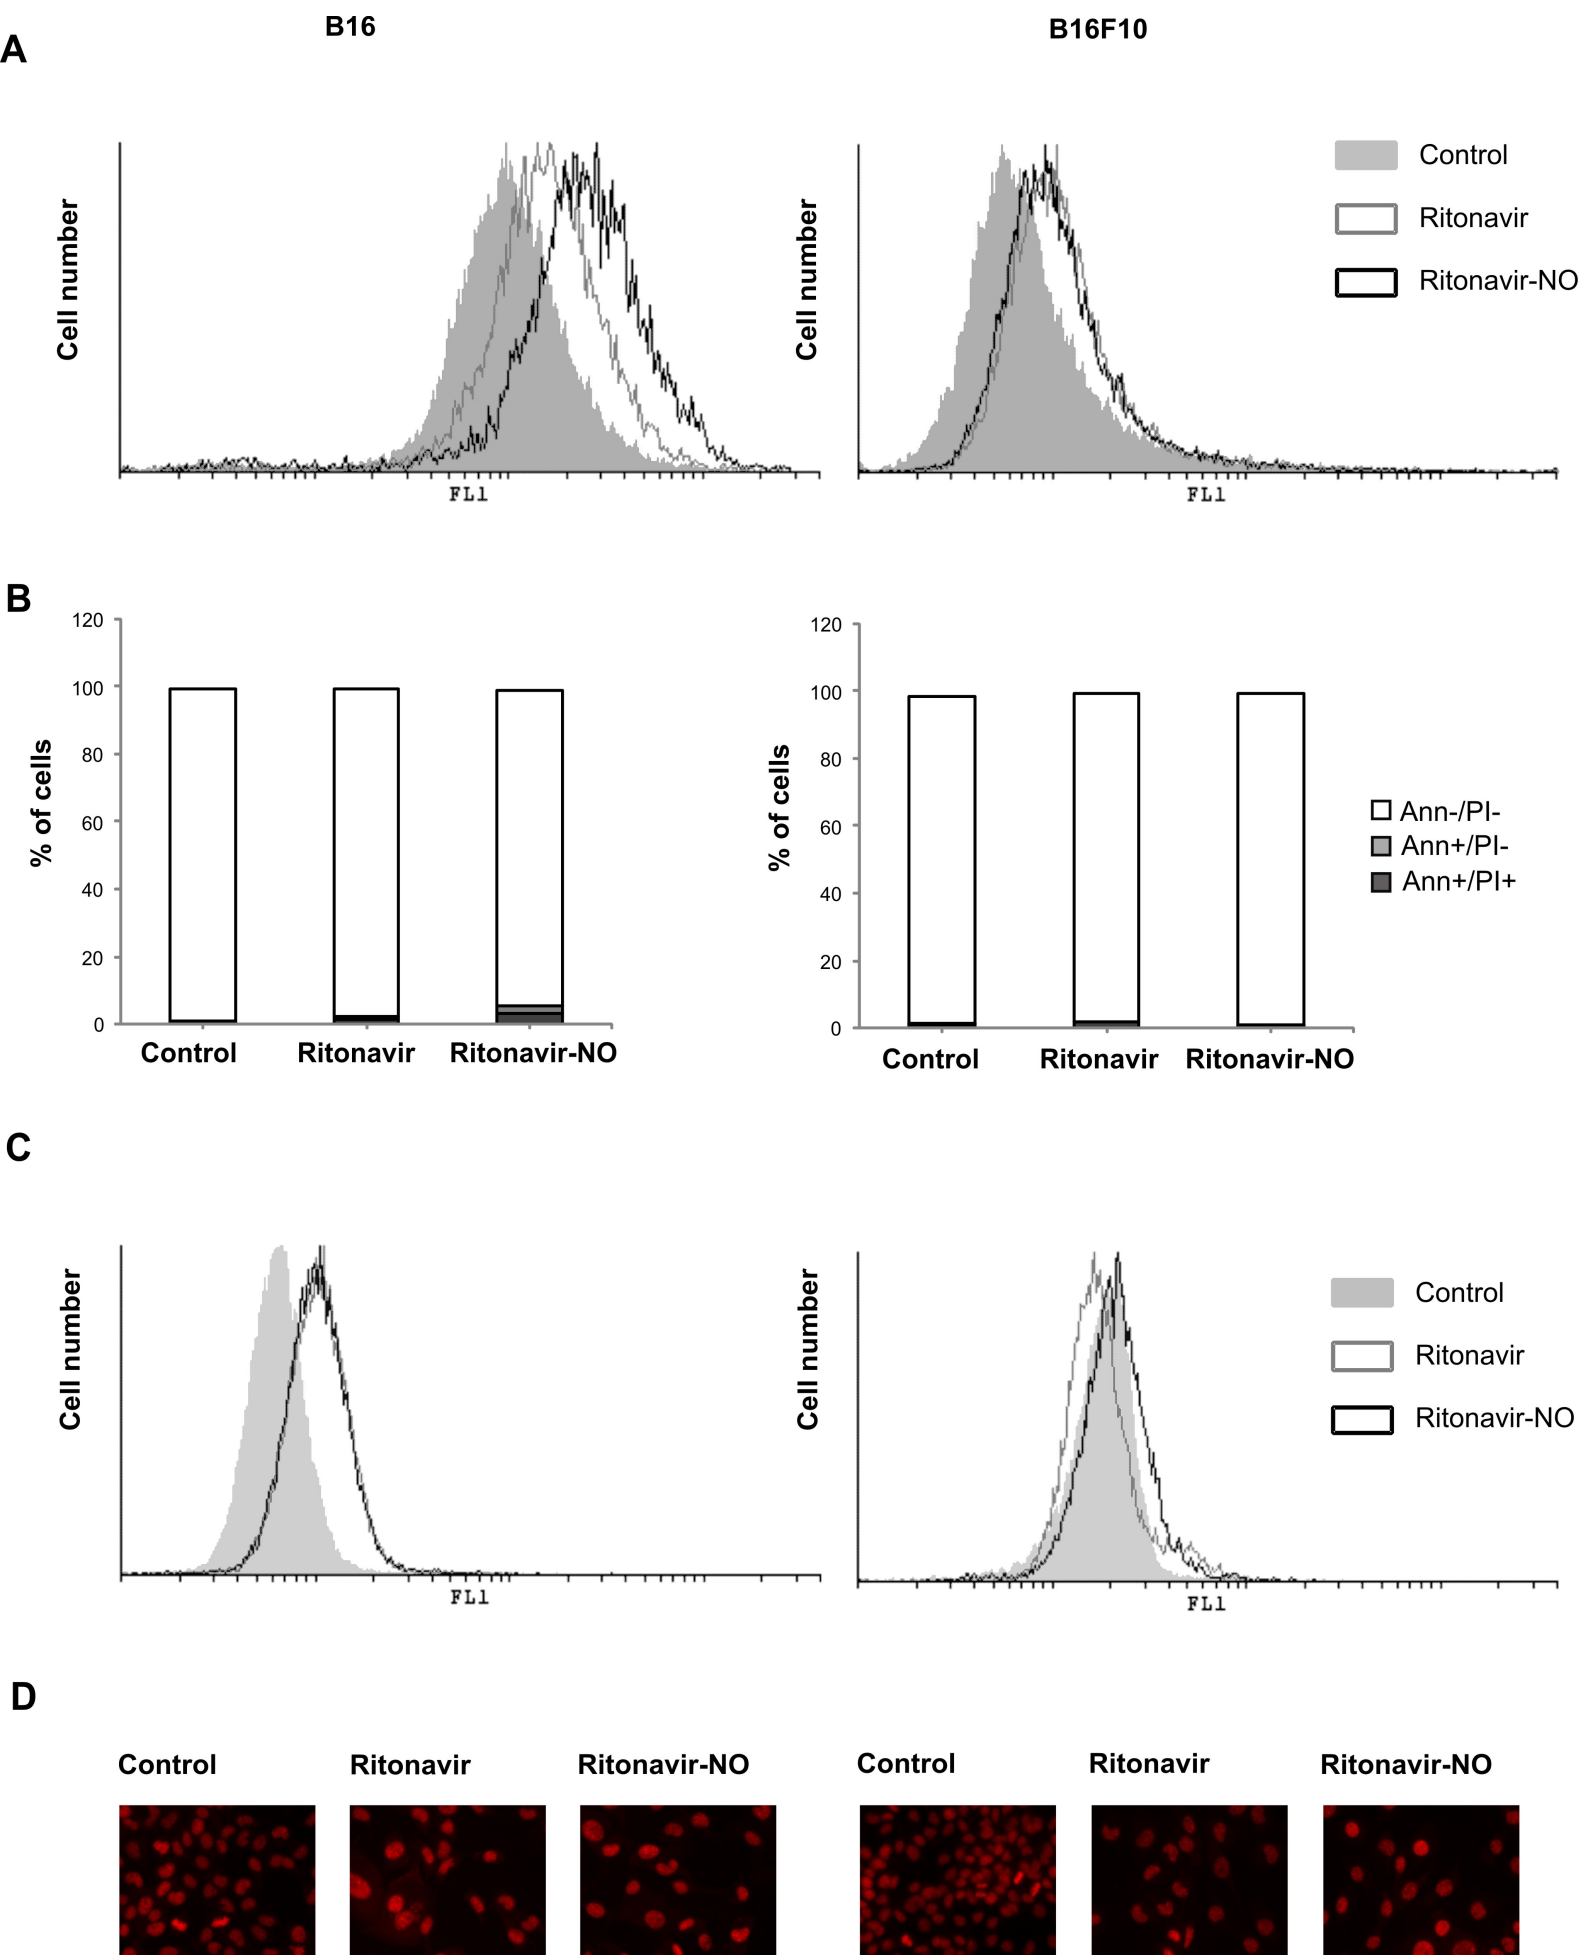 B16
B16F10
A
Cell number
FL1
Cell number
FL1
Control
Ritonavir
Ritonavir-NO
B
120
100
80
60
40
20
0
% of cells
Control Ritonavir Ritonavir-NO
120
100
80
60
40
20
0
% of cells
Control Ritonavir Ritonavir-NO
Ann-/PI-
Ann+/PI-
Ann+/PI+
C
Cell number
FL1
Cell number
FL1
Control
Ritonavir
Ritonavir-NO
D
Control Ritonavir Ritonavir-NO
Control Ritonavir Ritonavir-NO